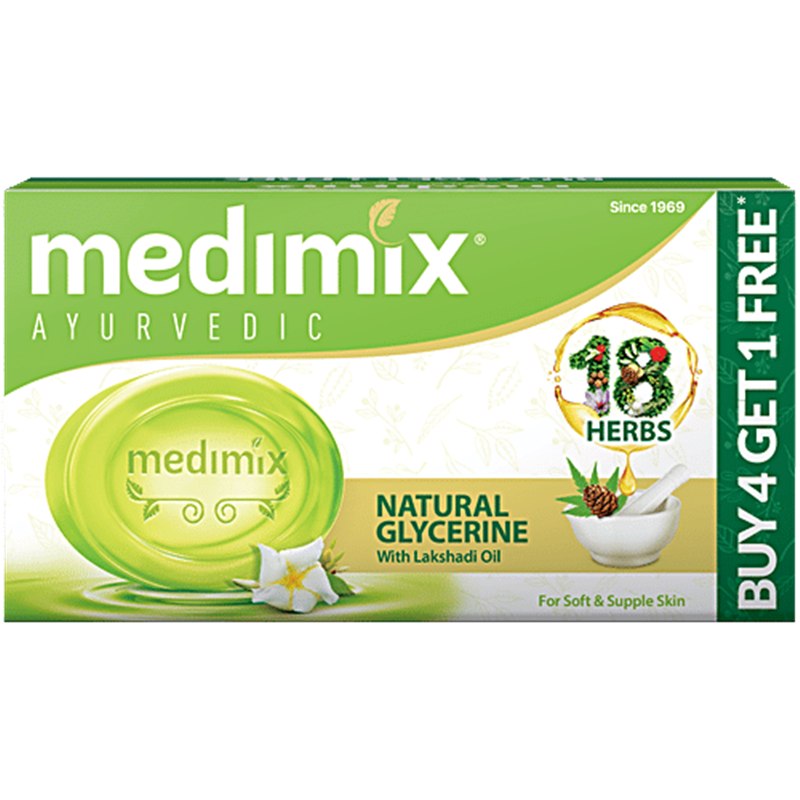 Since 1969
medimix®
AYURVEDIC
18
HERBS
medimix
NATURAL
GLYCERINE
With Lakshadi Oil
For Soft & Supple Skin
BUY 4 GET 1 FREE*